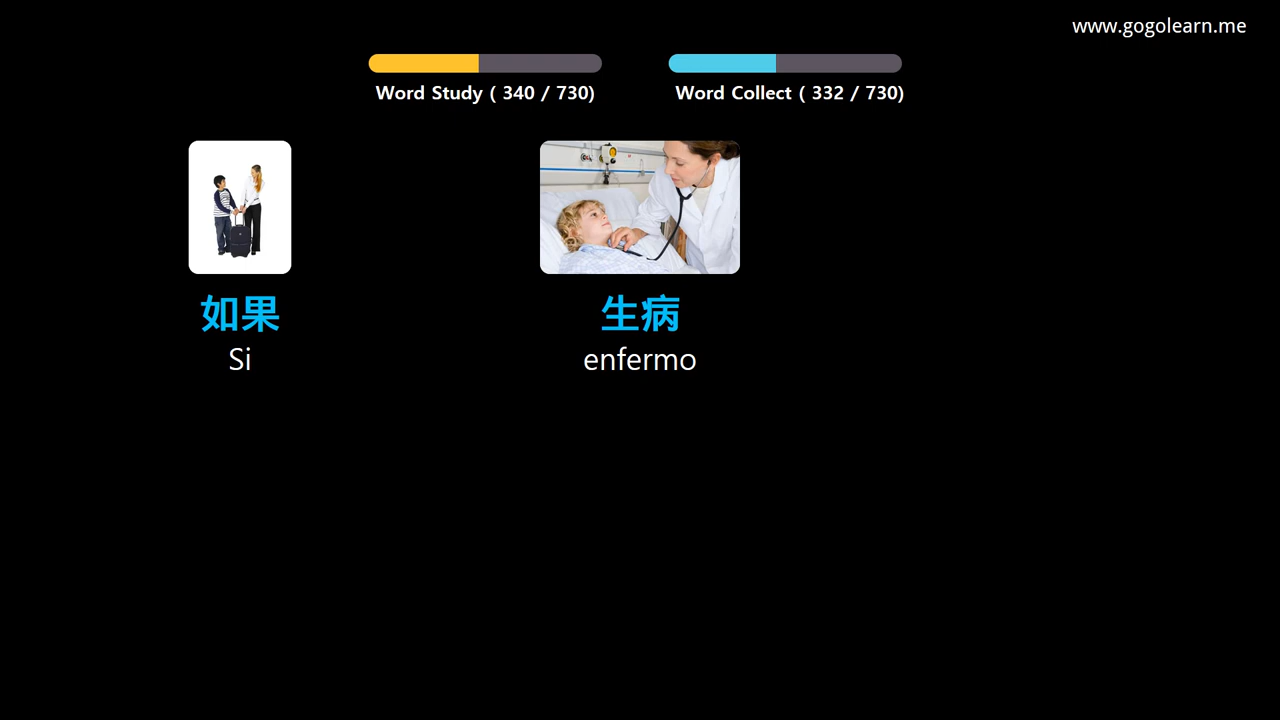 www.gogolearn.me
Word Study ( 340 / 730)
Word Collect ( 332 / 730)
如果
Si
生病
enfermo